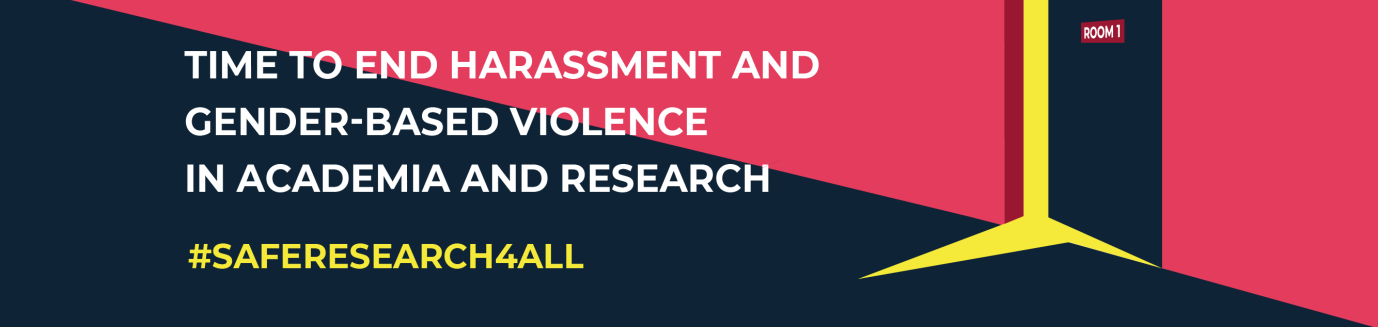 TIME TO END HARASSMENT AND
GENDER-BASED VIOLENCE
IN ACADEMIA AND RESEARCH
#SAFERESEARCH4ALL
ROOM 1